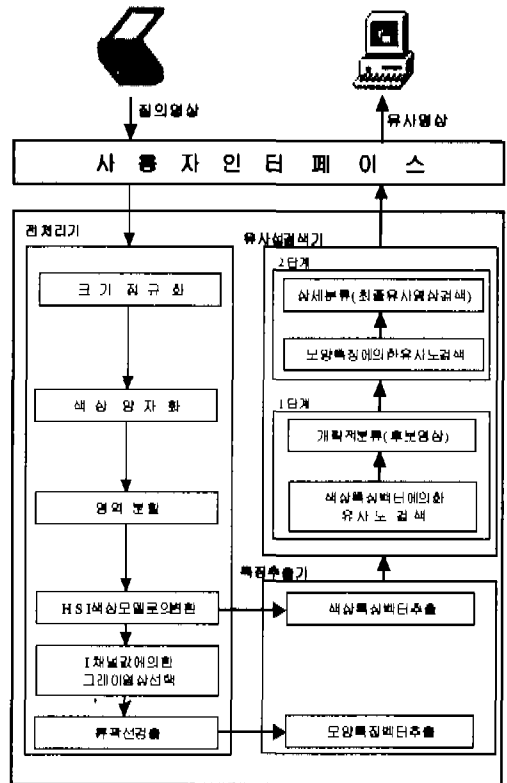 질의영상
유사영상
사 용 자 인 터 페 이 스
전처리기
크 기 정 규 화
색 상 양 자 화
영 역 분 할
HSI색상모델로의변환
I채널값에의한
그레이영상선택
윤곽선검출
유사성검색기
2단계
상세분류(최종유사영상검색)
모양특징에의한유사도검색
1단계
개략적분류(후보영상)
색상특징벡터에의한
유 사 도 검 색
특징추출기
색상특징벡터추출
모양특징벡터추출